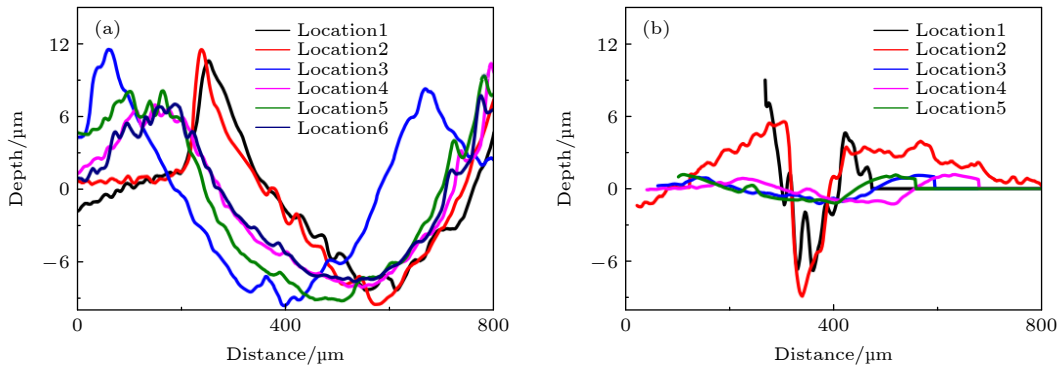 (a)
Location1
Location2
Location3
Location4
Location5
Location6
12
6
0
−6
Depth/μm
0
400
800
Distance/μm
(b)
Location1
Location2
Location3
Location4
Location5
12
6
0
−6
Depth/μm
0
400
800
Distance/μm